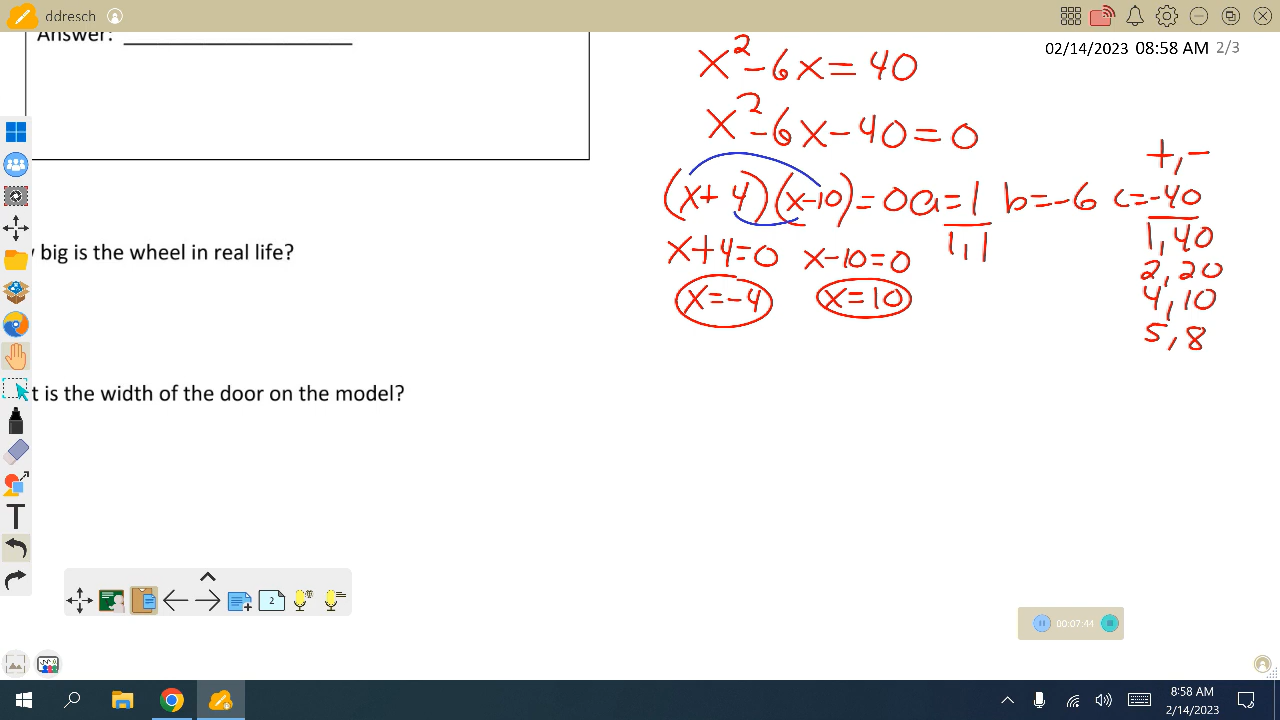 ddresch
Answer:
02/14/2023 08:58 AM 2/3
x²-6x=40
x²-6x-40=0
+,-
(x+4)(x-10)=0 a=1 b=-6 c=-40
1,1
1,40
x+4=0 x-10=0
2,20
x=-4 x=10
4,10
5,8
big is the wheel in real life?
t is the width of the door on the model?
T
2
00:07:44
8:58 AM
2/14/2023